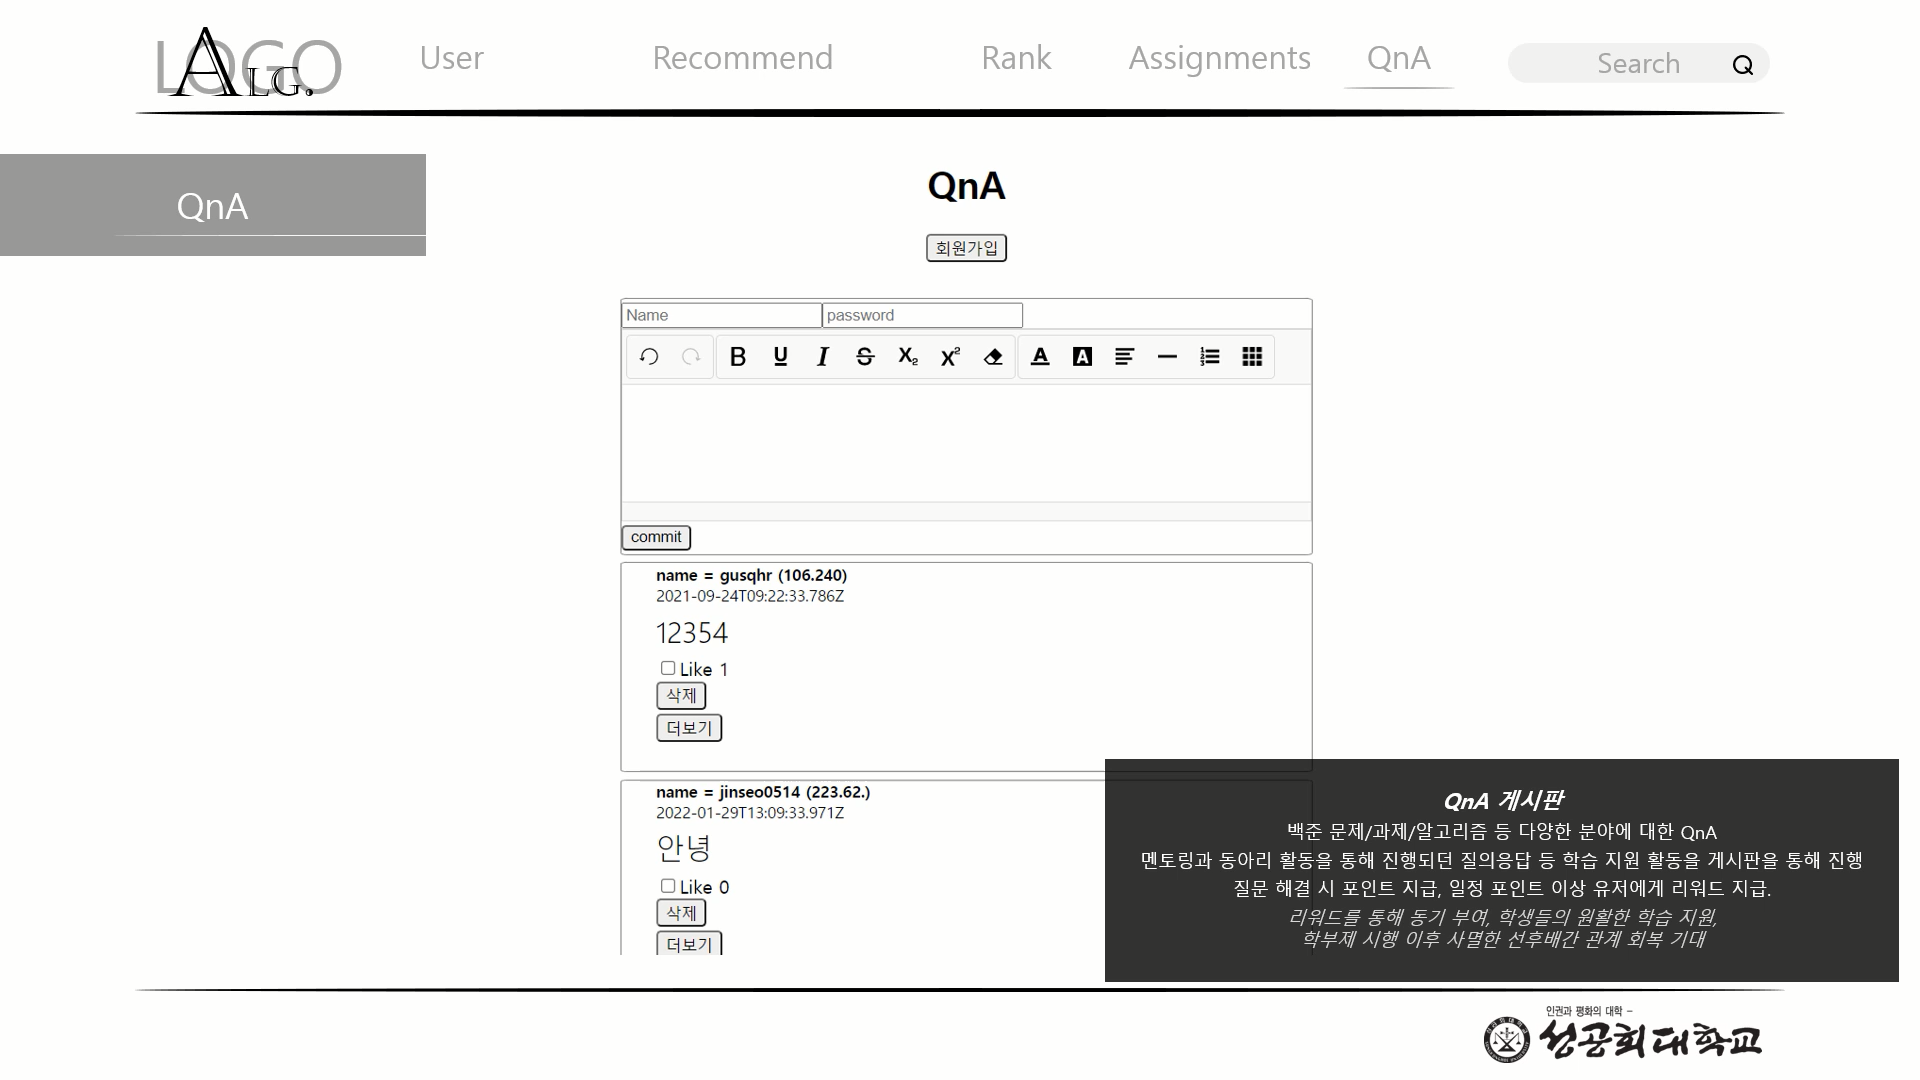 LOGO
ALG.
User
Recommend
Rank
Assignments
QnA
Search
QnA
QnA
회원가입
Name
password
commit
name = gusqhr (106.240)
2021-09-24T09:22:33.786Z
12354
Like 1
삭제
더보기
name = jinseo0514 (223.62.)
2022-01-29T13:09:33.971Z
안녕
Like 0
삭제
더보기
QnA 게시판
백준 문제/과제/알고리즘 등 다양한 분야에 대한 QnA
멘토링과 동아리 활동을 통해 진행되던 질의응답 등 학습 지원 활동을 게시판을 통해 진행
질문 해결 시 포인트 지급, 일정 포인트 이상 유저에게 리워드 지급.
리워드를 통해 동기 부여, 학생들의 원활한 학습 지원,
학부제 시행 이후 사멸한 선후배간 관계 회복 기대
인권과 평화의 대학 –
성공회대학교